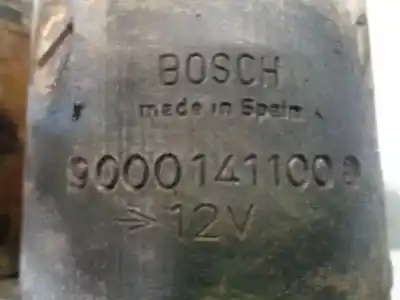 BOSCH
made in Spain
9000141100
→ 12V